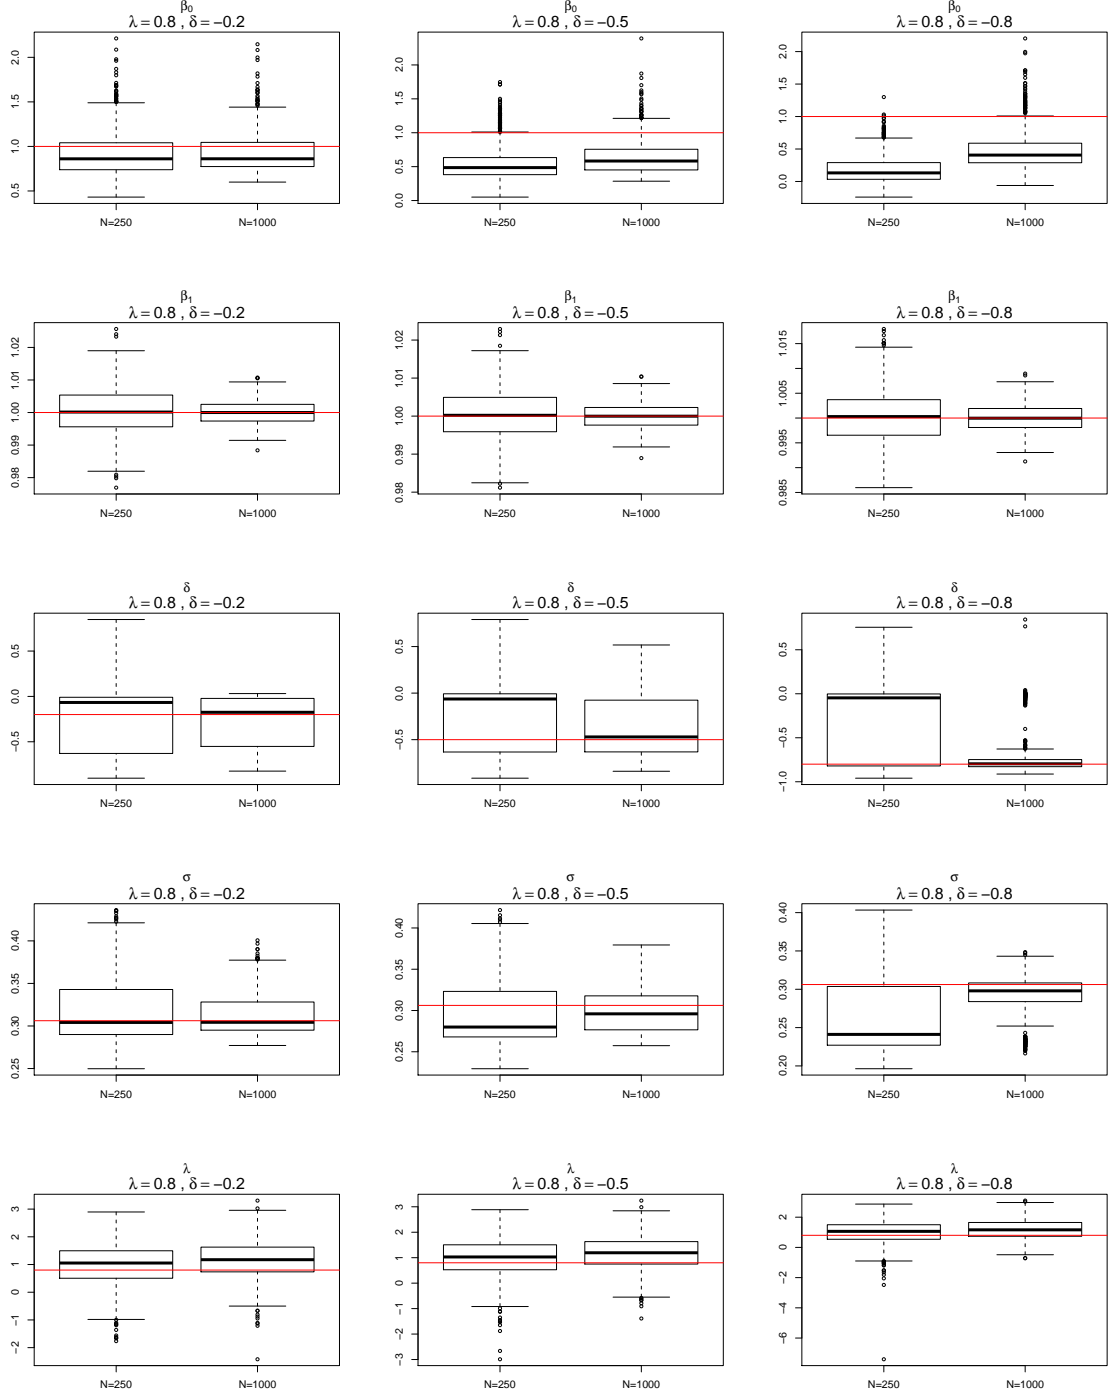 β₀ β₀ β₀
λ = 0.8 , δ = −0.2 λ = 0.8 , δ = −0.5 λ = 0.8 , δ = −0.8
0.5 1.0 1.5 2.0 0.0 0.5 1.0 1.5 2.0 0.0 0.5 1.0 1.5 2.0
N=250 N=1000 N=250 N=1000 N=250 N=1000
β₁ β₁ β₁
λ = 0.8 , δ = −0.2 λ = 0.8 , δ = −0.5 λ = 0.8 , δ = −0.8
0.98 0.99 1.00 1.01 1.02 0.98 0.99 1.00 1.01 1.02 0.985 0.995 1.005 1.015
N=250 N=1000 N=250 N=1000 N=250 N=1000
δ δ δ
λ = 0.8 , δ = −0.2 λ = 0.8 , δ = −0.5 λ = 0.8 , δ = −0.8
−0.5 0.0 0.5 −0.5 0.0 0.5 −1.0 −0.5 0.0 0.5
N=250 N=1000 N=250 N=1000 N=250 N=1000
σ σ σ
λ = 0.8 , δ = −0.2 λ = 0.8 , δ = −0.5 λ = 0.8 , δ = −0.8
0.25 0.30 0.35 0.40 0.25 0.30 0.35 0.40 0.20 0.25 0.30 0.35 0.40
N=250 N=1000 N=250 N=1000 N=250 N=1000
λ λ λ
λ = 0.8 , δ = −0.2 λ = 0.8 , δ = −0.5 λ = 0.8 , δ = −0.8
−2 −1 0 1 2 3 −3 −2 −1 0 1 2 3 −6 −4 −2 0 2
N=250 N=1000 N=250 N=1000 N=250 N=1000